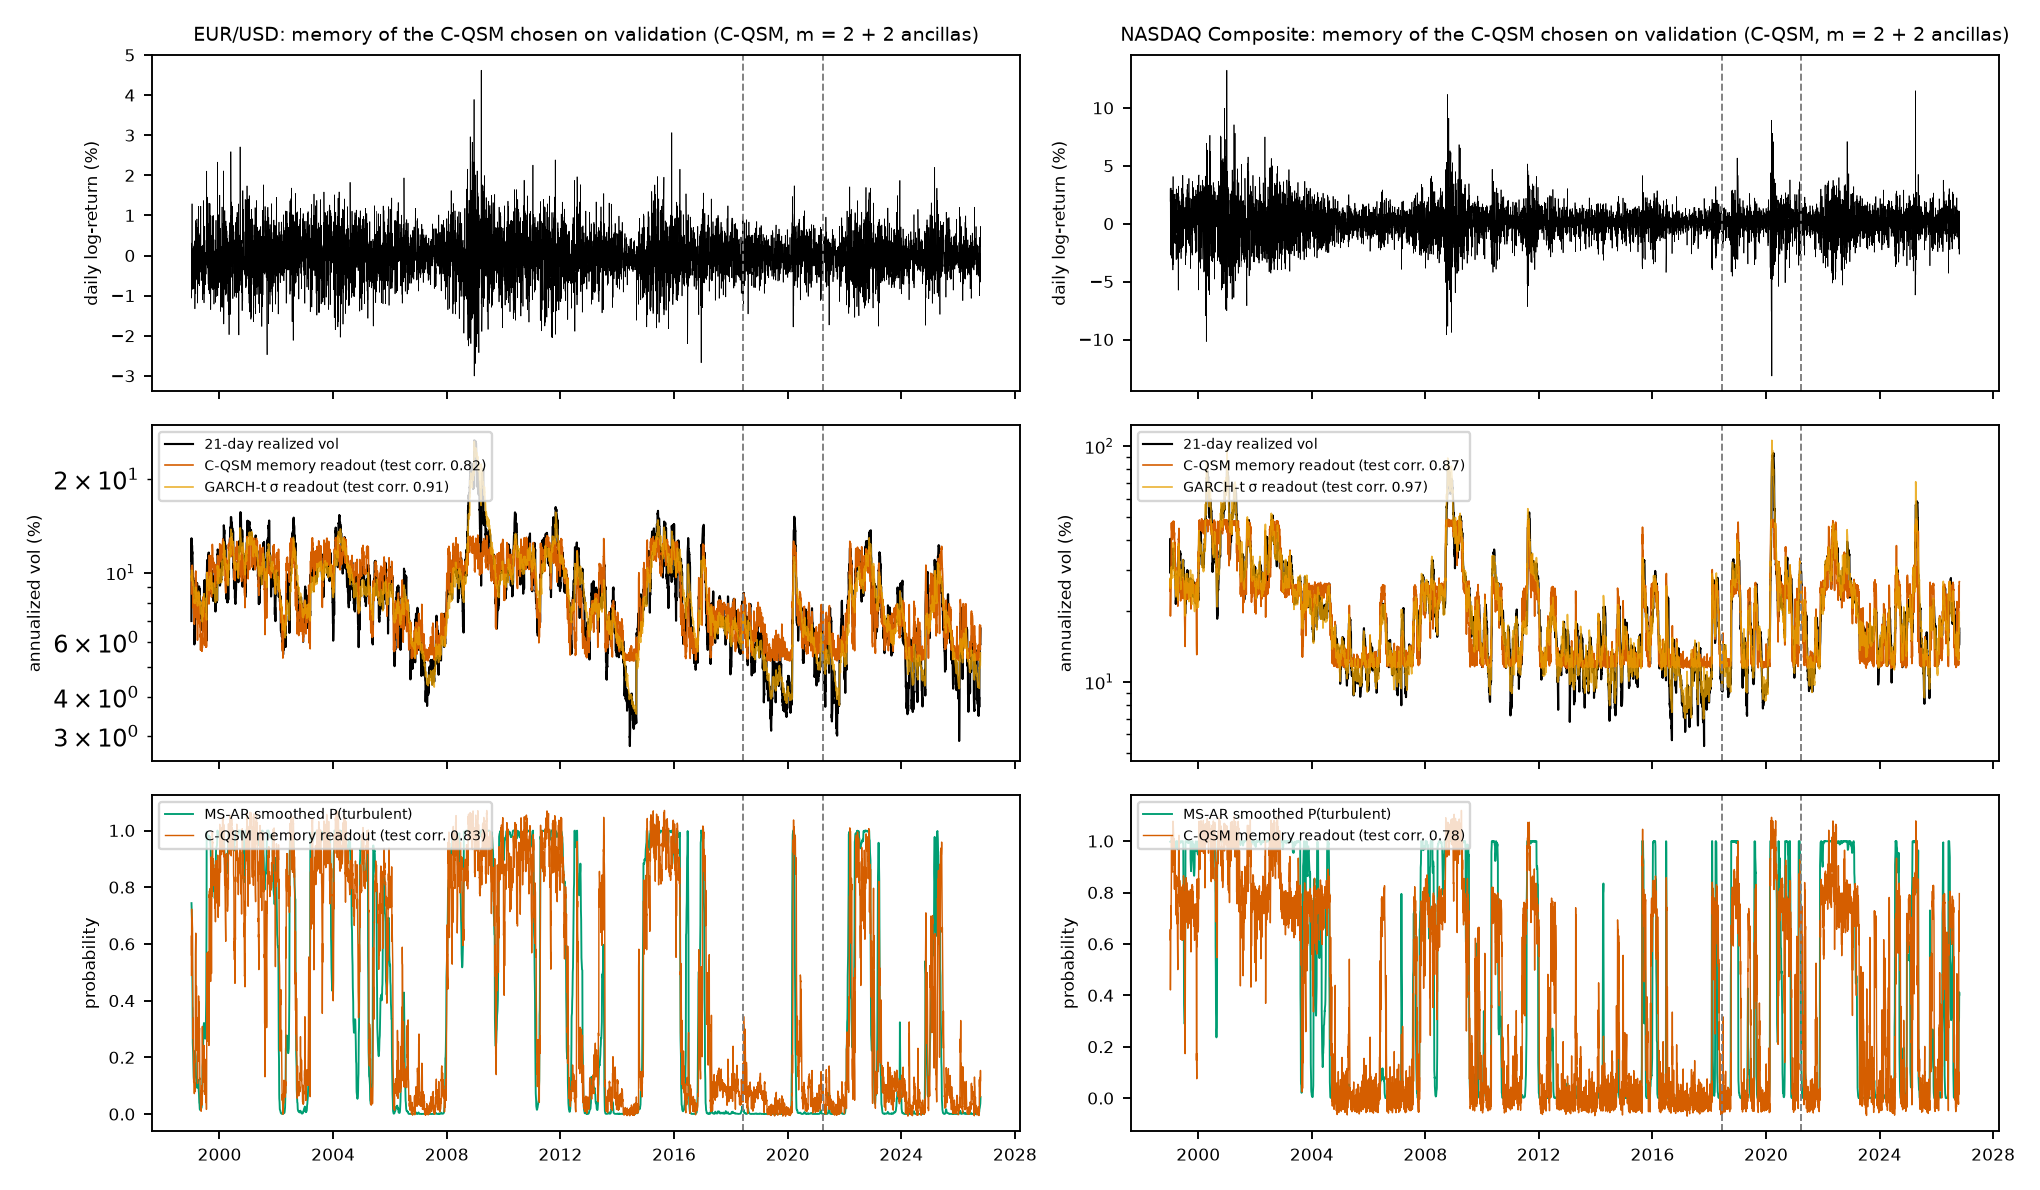 EUR/USD: memory of the C-QSM chosen on validation (C-QSM, m = 2 + 2 ancillas)
daily log-return (%)
5
4
3
2
1
0
−1
−2
−3
annualized vol (%)
2 × 10¹
10¹
6 × 10⁰
4 × 10⁰
3 × 10⁰
21-day realized vol
C-QSM memory readout (test corr. 0.82)
GARCH-t σ readout (test corr. 0.91)
probability
1.0
0.8
0.6
0.4
0.2
0.0
MS-AR smoothed P(turbulent)
C-QSM memory readout (test corr. 0.83)
2000 2004 2008 2012 2016 2020 2024 2028
NASDAQ Composite: memory of the C-QSM chosen on validation (C-QSM, m = 2 + 2 ancillas)
daily log-return (%)
10
5
0
−5
−10
annualized vol (%)
10²
10¹
21-day realized vol
C-QSM memory readout (test corr. 0.87)
GARCH-t σ readout (test corr. 0.97)
probability
1.0
0.8
0.6
0.4
0.2
0.0
MS-AR smoothed P(turbulent)
C-QSM memory readout (test corr. 0.78)
2000 2004 2008 2012 2016 2020 2024 2028